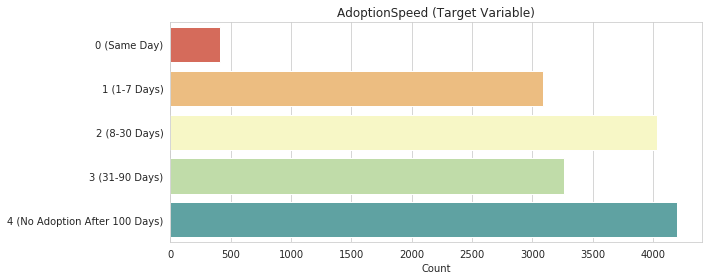 AdoptionSpeed (Target Variable)
0 (Same Day)
1 (1-7 Days)
2 (8-30 Days)
3 (31-90 Days)
4 (No Adoption After 100 Days)
0 500 1000 1500 2000 2500 3000 3500 4000
Count